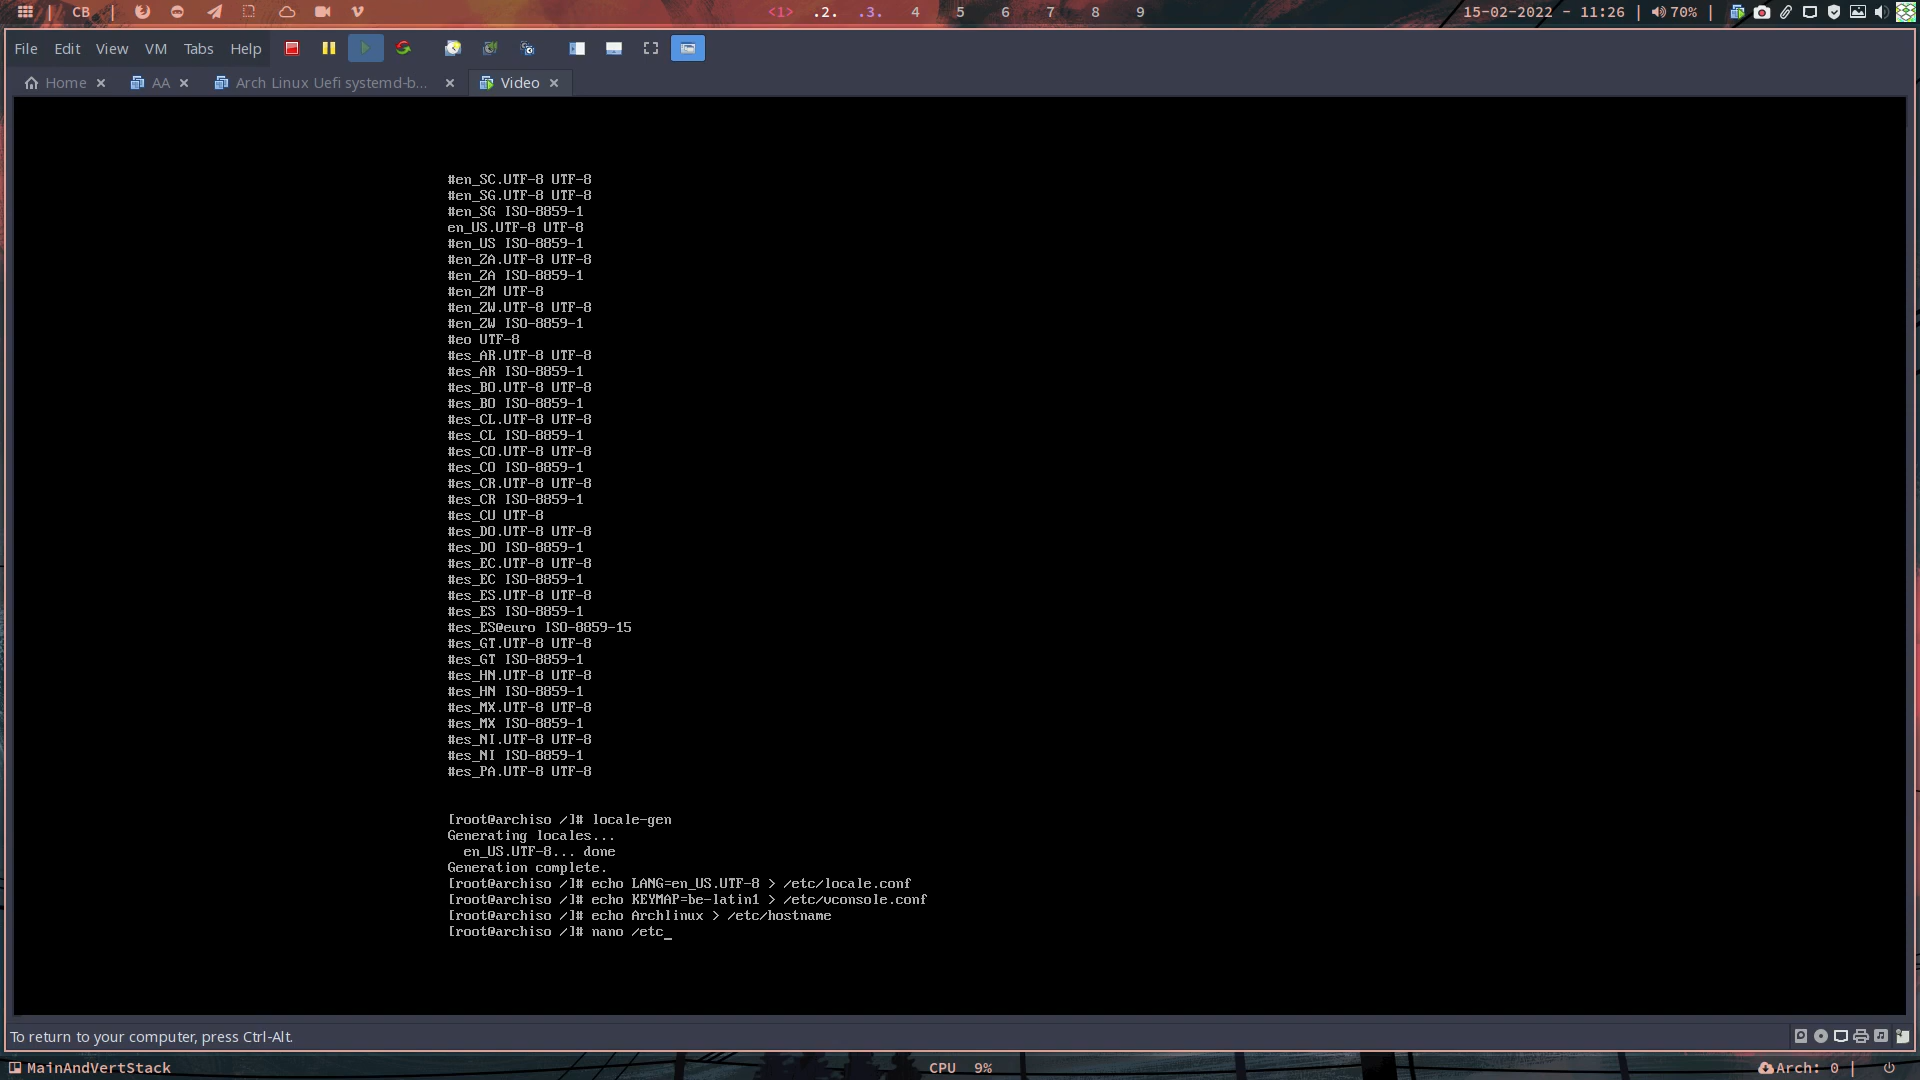 | CB |
<1> .2. .3. 4 5 6 7 8 9
15-02-2022 - 11:26 | 70% |
File Edit View VM Tabs Help
Home AA Arch Linux Uefi systemd-b... Video
#en_SC.UTF-8 UTF-8
#en_SG.UTF-8 UTF-8
#en_SG ISO-8859-1
en_US.UTF-8 UTF-8
#en_US ISO-8859-1
#en_ZA.UTF-8 UTF-8
#en_ZA ISO-8859-1
#en_ZM UTF-8
#en_ZW.UTF-8 UTF-8
#en_ZW ISO-8859-1
#eo UTF-8
#es_AR.UTF-8 UTF-8
#es_AR ISO-8859-1
#es_BO.UTF-8 UTF-8
#es_BO ISO-8859-1
#es_CL.UTF-8 UTF-8
#es_CL ISO-8859-1
#es_CO.UTF-8 UTF-8
#es_CO ISO-8859-1
#es_CR.UTF-8 UTF-8
#es_CR ISO-8859-1
#es_CU UTF-8
#es_DO.UTF-8 UTF-8
#es_DO ISO-8859-1
#es_EC.UTF-8 UTF-8
#es_EC ISO-8859-1
#es_ES.UTF-8 UTF-8
#es_ES ISO-8859-1
#es_ES@euro ISO-8859-15
#es_GT.UTF-8 UTF-8
#es_GT ISO-8859-1
#es_HN.UTF-8 UTF-8
#es_HN ISO-8859-1
#es_MX.UTF-8 UTF-8
#es_MX ISO-8859-1
#es_NI.UTF-8 UTF-8
#es_NI ISO-8859-1
#es_PA.UTF-8 UTF-8
[root@archiso /]# locale-gen
Generating locales...
en_US.UTF-8... done
Generation complete.
[root@archiso /]# echo LANG=en_US.UTF-8 > /etc/locale.conf
[root@archiso /]# echo KEYMAP=be-latin1 > /etc/vconsole.conf
[root@archiso /]# echo Archlinux > /etc/hostname
[root@archiso /]# nano /etc_
To return to your computer, press Ctrl-Alt.
MainAndVertStack
CPU 9%
Arch: 0 |